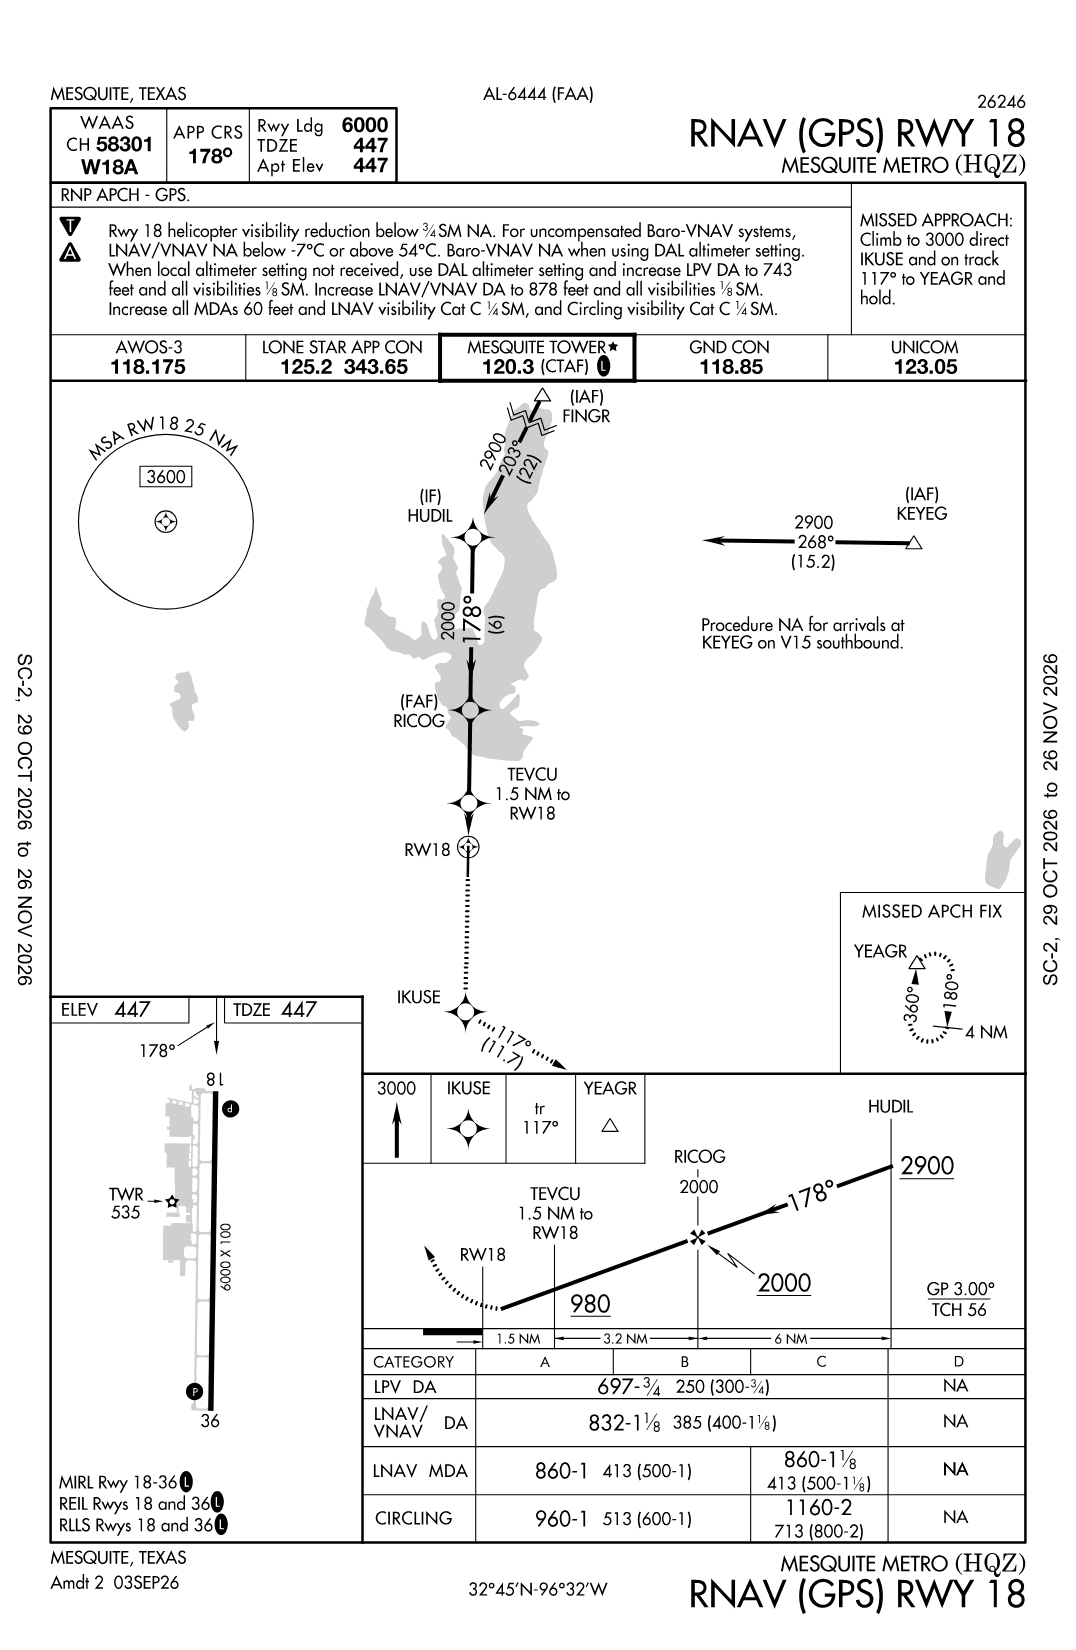 MESQUITE, TEXAS
AL-6444 (FAA)
26246
WAAS
CH 58301
W18A
APP CRS
178°
Rwy Ldg 6000
TDZE 447
Apt Elev 447
RNAV (GPS) RWY 18
MESQUITE METRO (HQZ)
RNP APCH - GPS.
T
A
Rwy 18 helicopter visibility reduction below ¾ SM NA. For uncompensated Baro-VNAV systems,
LNAV/VNAV NA below -7°C or above 54°C. Baro-VNAV NA when using DAL altimeter setting.
When local altimeter setting not received, use DAL altimeter setting and increase LPV DA to 743
feet and all visibilities ⅛ SM. Increase LNAV/VNAV DA to 878 feet and all visibilities ⅛ SM.
Increase all MDAs 60 feet and LNAV visibility Cat C ¼ SM, and Circling visibility Cat C ¼ SM.
MISSED APPROACH:
Climb to 3000 direct
IKUSE and on track
117° to YEAGR and
hold.
AWOS-3
118.175
LONE STAR APP CON
125.2 343.65
MESQUITE TOWER★
120.3 (CTAF) L
GND CON
118.85
UNICOM
123.05
MSA RW18 25 NM
3600
(IAF)
FINGR
2900
203°
(22)
(IF)
HUDIL
(IAF)
KEYEG
2900
268°
(15.2)
2000
178°
(6)
Procedure NA for arrivals at
KEYEG on V15 southbound.
(FAF)
RICOG
TEVCU
1.5 NM to
RW18
RW18
IKUSE
117°
(11.7)
MISSED APCH FIX
YEAGR
360°
180°
4 NM
SC-2, 29 OCT 2026 to 26 NOV 2026
SC-2, 29 OCT 2026 to 26 NOV 2026
ELEV 447
TDZE 447
178°
18
P
TWR
535
6000 X 100
P
36
MIRL Rwy 18-36 L
REIL Rwys 18 and 36 L
RLLS Rwys 18 and 36 L
3000
IKUSE
tr
117°
YEAGR
HUDIL
2900
178°
RICOG
2000
2000
TEVCU
1.5 NM to
RW18
RW18
980
GP 3.00°
TCH 56
1.5 NM
3.2 NM
6 NM
CATEGORY A B C D
LPV DA 697-¾ 250 (300-¾) NA
LNAV/
VNAV DA 832-1⅛ 385 (400-1⅛) NA
LNAV MDA 860-1 413 (500-1) 860-1⅛
413 (500-1⅛) NA
CIRCLING 960-1 513 (600-1) 1160-2
713 (800-2) NA
MESQUITE, TEXAS
Amdt 2 03SEP26
32°45'N-96°32'W
MESQUITE METRO (HQZ)
RNAV (GPS) RWY 18